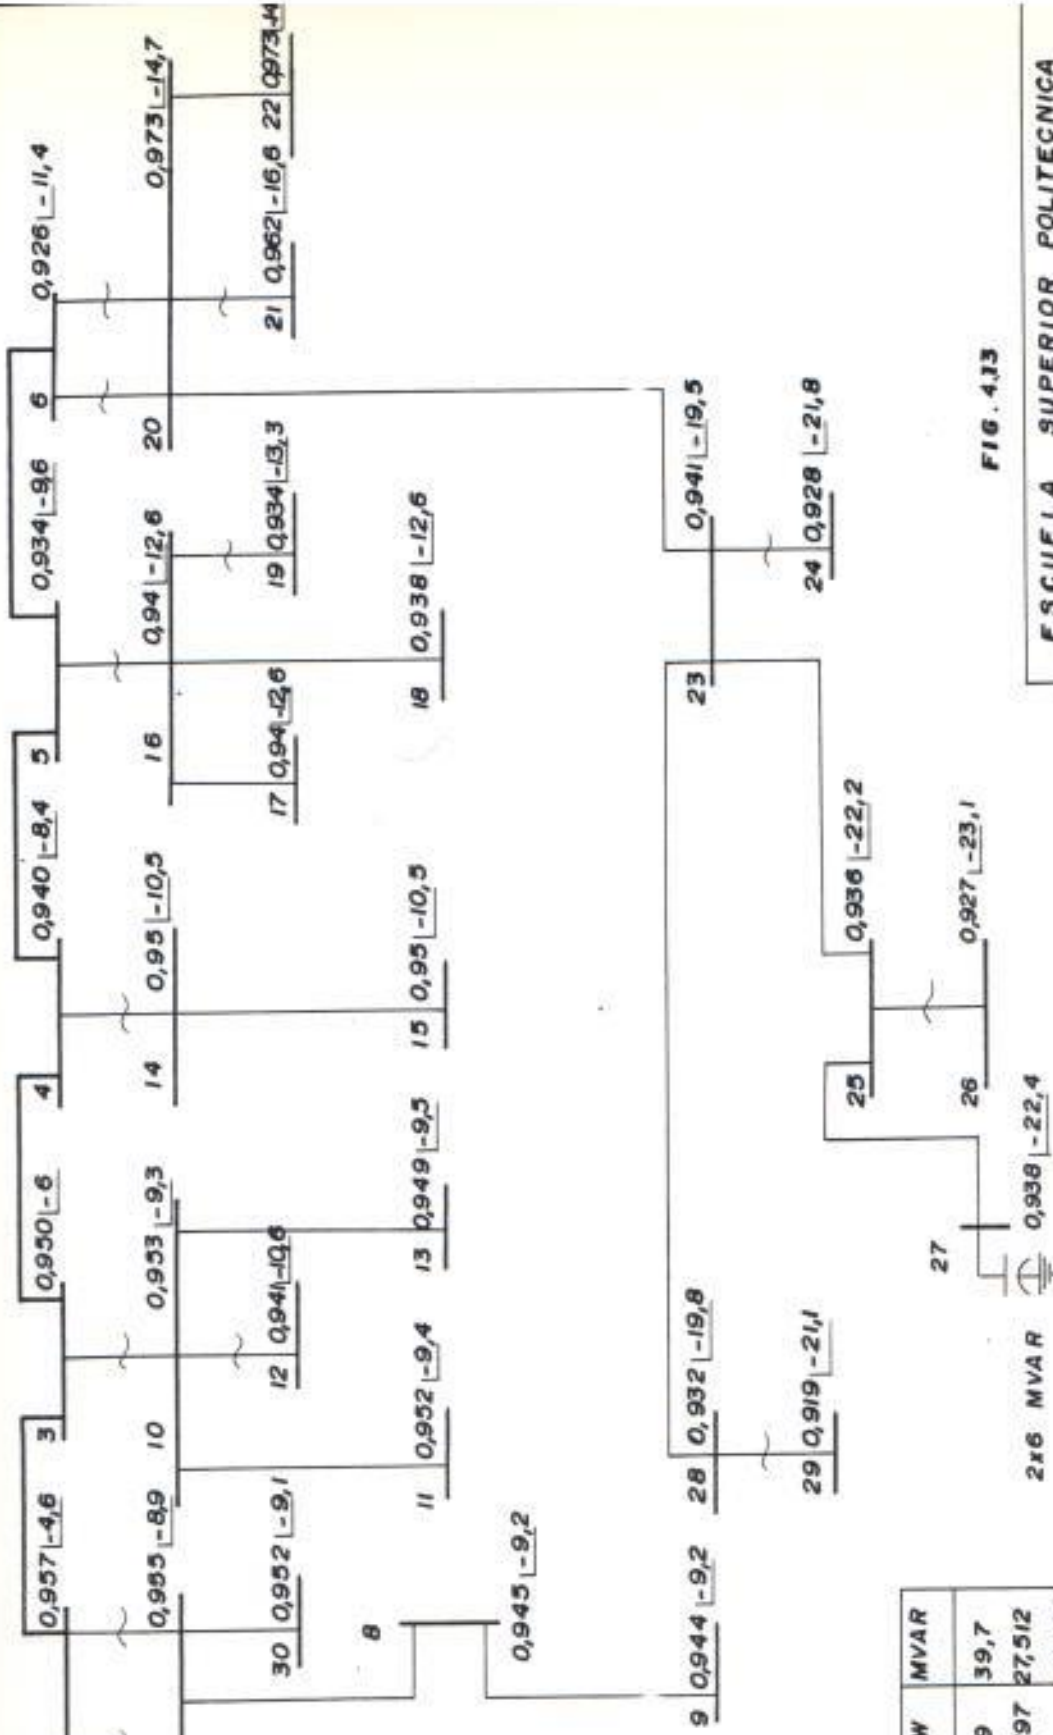 0,957 |-4,6
3
0,950 |-6
4
0,940 |-8,4
5
0,934 |-9,6
6
0,926 |-11,4
0,955 |-8,9
10
0,953 |-9,3
14
0,95 |-10,5
16
0,94 |-12,6
20
0,973 |-14,7
30 0,952 |-9,1
12 0,941 |-10,6
17 0,94 |-12,6
19 0,934 |-13,3
21 0,962 |-16,6
22 0,973
8
11 0,952 |-9,4
13 0,949 |-9,5
15 0,95 |-10,5
18 0,938 |-12,6
0,945 |-9,2
9 0,944 |-9,2
28 0,932 |-19,8
23
0,941 |-19,5
29 0,919 |-21,1
25
0,936 |-22,2
24 0,928 |-21,8
26
0,927 |-23,1
27
0,938 |-22,4
2x6 MVAR
FIG. 4.13
MVAR
39,7
97 27,512
ESCUELA SUPERIOR POLITECNICA